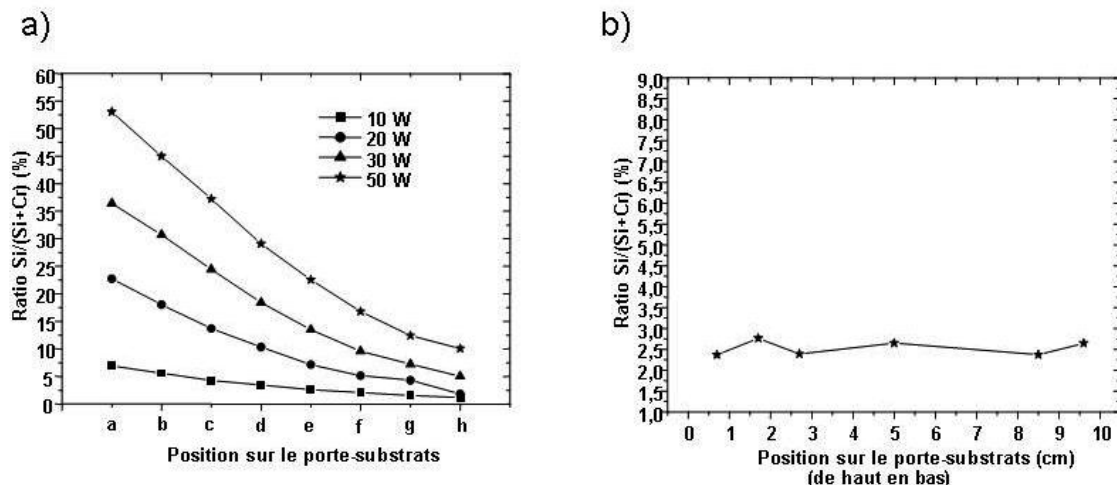 a)
Ratio Si/(Si+Cr) (%)
60
55
50
45
40
35
30
25
20
15
10
5
0
10 W
20 W
30 W
50 W
a b c d e f g h
Position sur le porte-substrats
b)
Ratio Si/(Si+Cr) (%)
9,0
8,5
8,0
7,5
7,0
6,5
6,0
5,5
5,0
4,5
4,0
3,5
3,0
2,5
2,0
1,5
1,0
0 1 2 3 4 5 6 7 8 9 10
Position sur le porte-substrats (cm)
(de haut en bas)